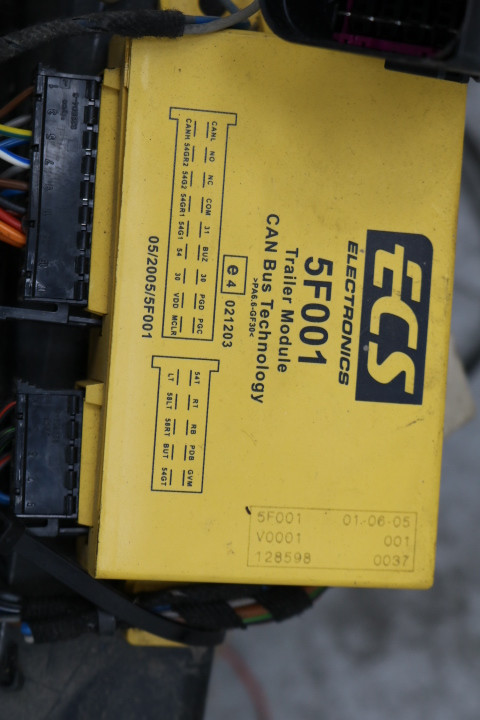 ECS
ELECTRONICS
5F001
Trailer Module
CAN Bus Technology
>PA6.6-GF30<
e4 021203
CANL NO NC COM 31 BUZ 30 PGD PGC
CANH 54GR2 54G2 54GR1 54G1 54 30 VDD MCLR
05/2005/5F001
54T RT RB PDB GVM
LT 58LT 58RT BUT 54GT
5F001 01-06-05
V0001 001
128598 0037